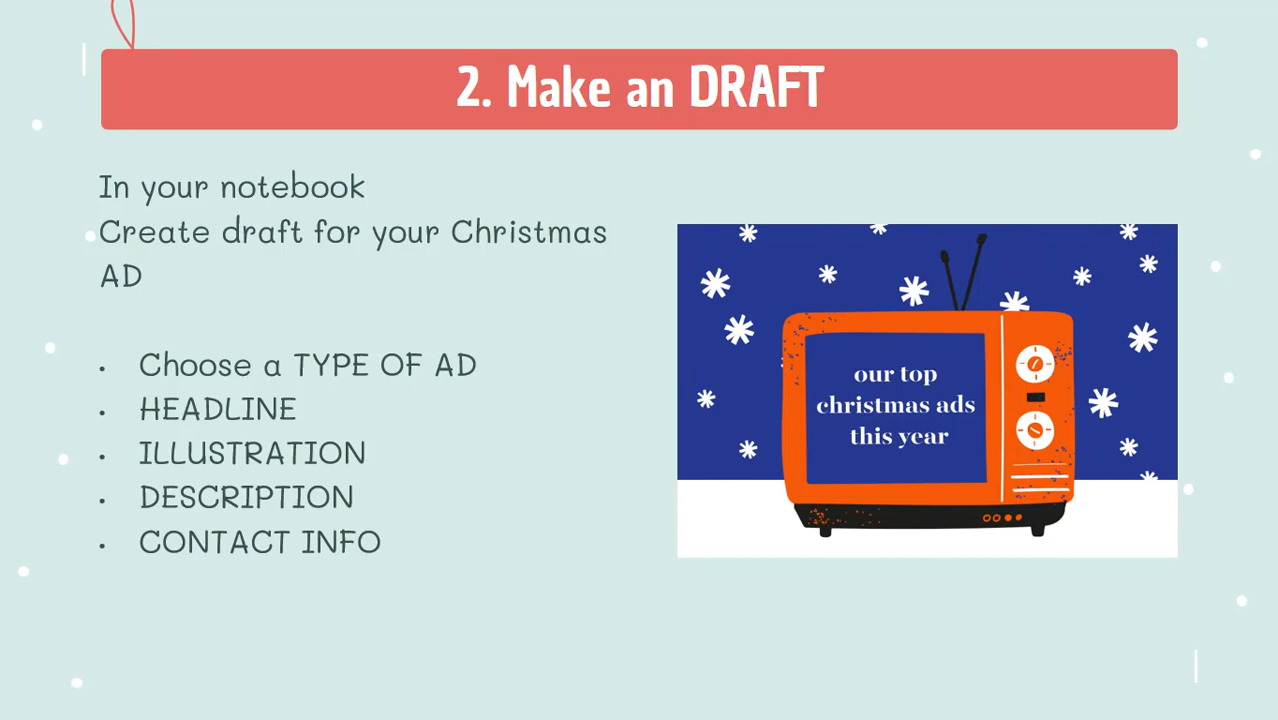 2. Make an DRAFT
In your notebook
Create draft for your Christmas
AD
• Choose a TYPE OF AD
• HEADLINE
• ILLUSTRATION
• DESCRIPTION
• CONTACT INFO
our top
christmas ads
this year